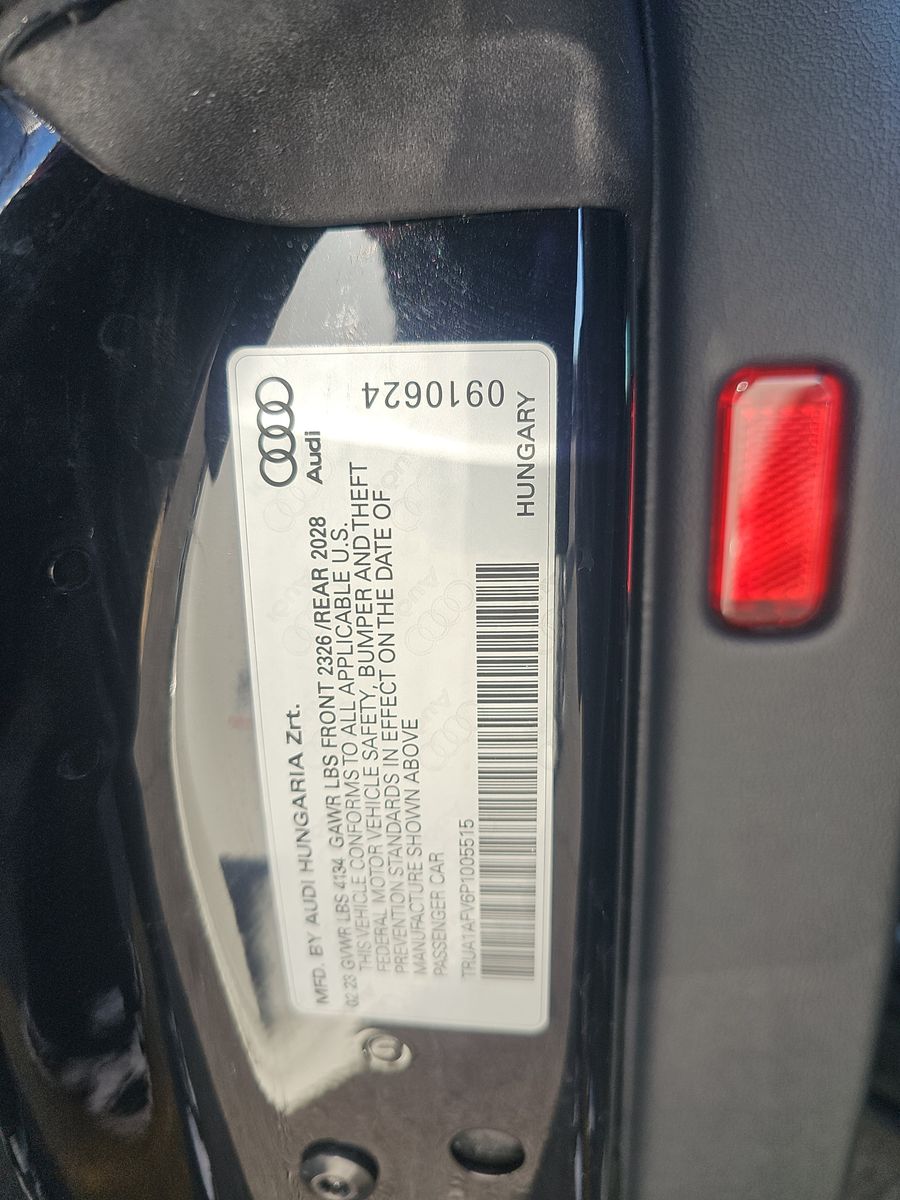 Audi
0910624
MFD. BY AUDI HUNGARIA Zrt.
02 23 GVWR LBS 4134 GAWR LBS FRONT 2326 /REAR 2028
THIS VEHICLE CONFORMS TO ALL APPLICABLE U.S.
FEDERAL MOTOR VEHICLE SAFETY, BUMPER AND THEFT
PREVENTION STANDARDS IN EFFECT ON THE DATE OF
MANUFACTURE SHOWN ABOVE
PASSENGER CAR
TRUA1AFV6P1005515
HUNGARY